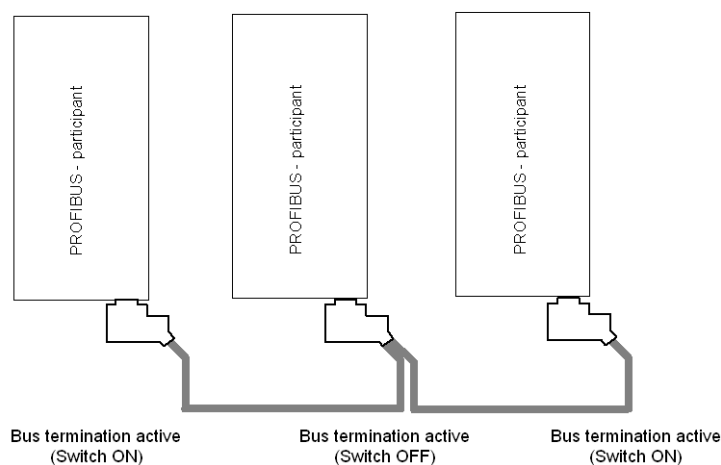 PROFIBUS - participant
PROFIBUS - participant
PROFIBUS - participant
Bus termination active
(Switch ON)
Bus termination active
(Switch OFF)
Bus termination active
(Switch ON)